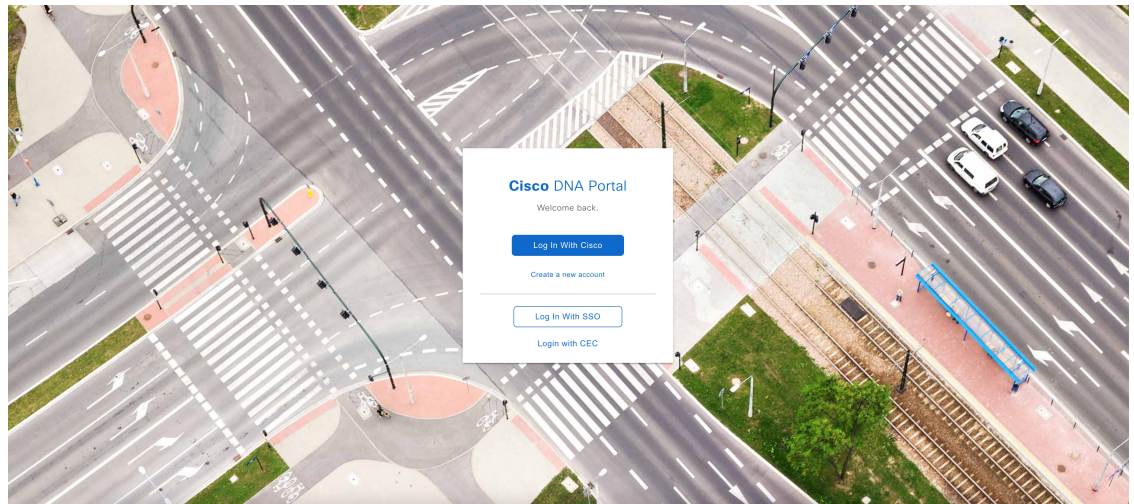 Cisco DNA Portal
Welcome back.
Log In With Cisco
Create a new account
Log In With SSO
Login with CEC